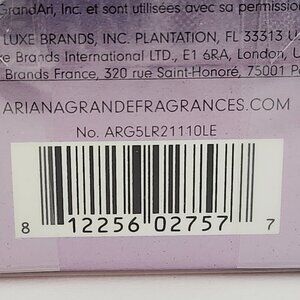 GrandAri, Inc. et sont utilisées avec sa permission
LUXE BRANDS, INC. PLANTATION, FL 33313 U
e Brands International LTD., E1 6RA, London, U
Brands France, 320 rue Saint-Honoré, 75001 P
ARIANAGRANDEFRAGRANCES.COM
No. ARG5LR21110LE
8 12256 02757 7